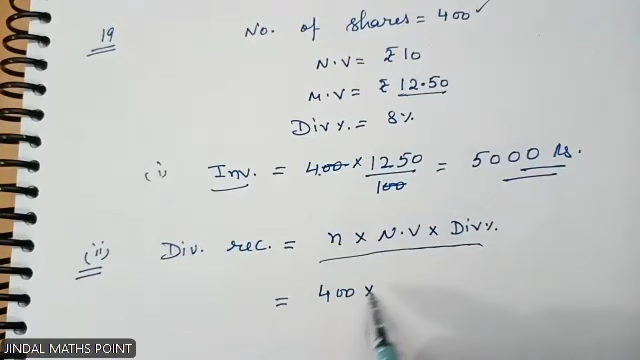 19
No. of shares = 400 ✓
N.V = ₹ 10
M.V = ₹ 12.50
Div %. = 8%
(i) Inv. = 400 × 1250 / 100 = 5000 Rs.
(ii) Div. rec. = n × N.V × Div %.
= 400 ×
JINDAL MATHS POINT